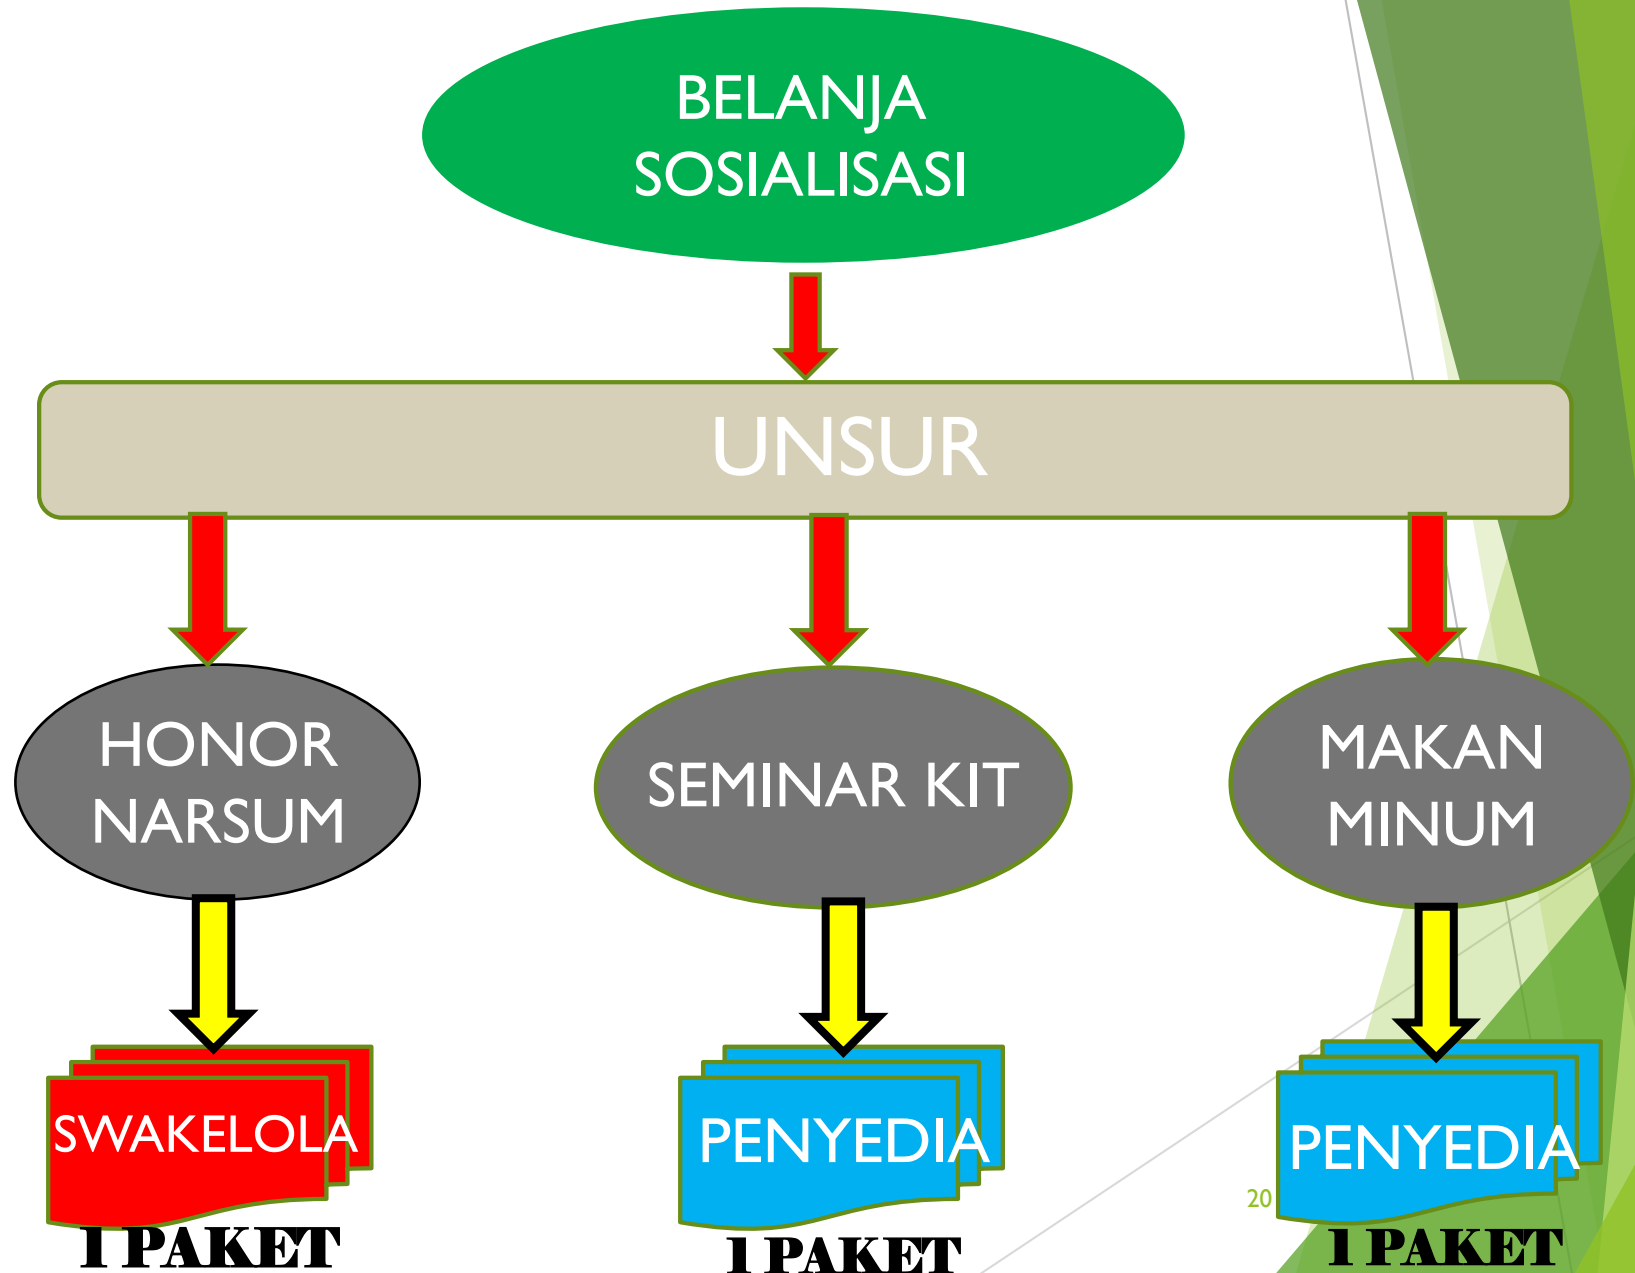 BELANJA
SOSIALISASI
UNSUR
HONOR
NARSUM
SEMINAR KIT
MAKAN
MINUM
SWAKELOLA
PENYEDIA
PENYEDIA
20
1 PAKET
1 PAKET
1 PAKET